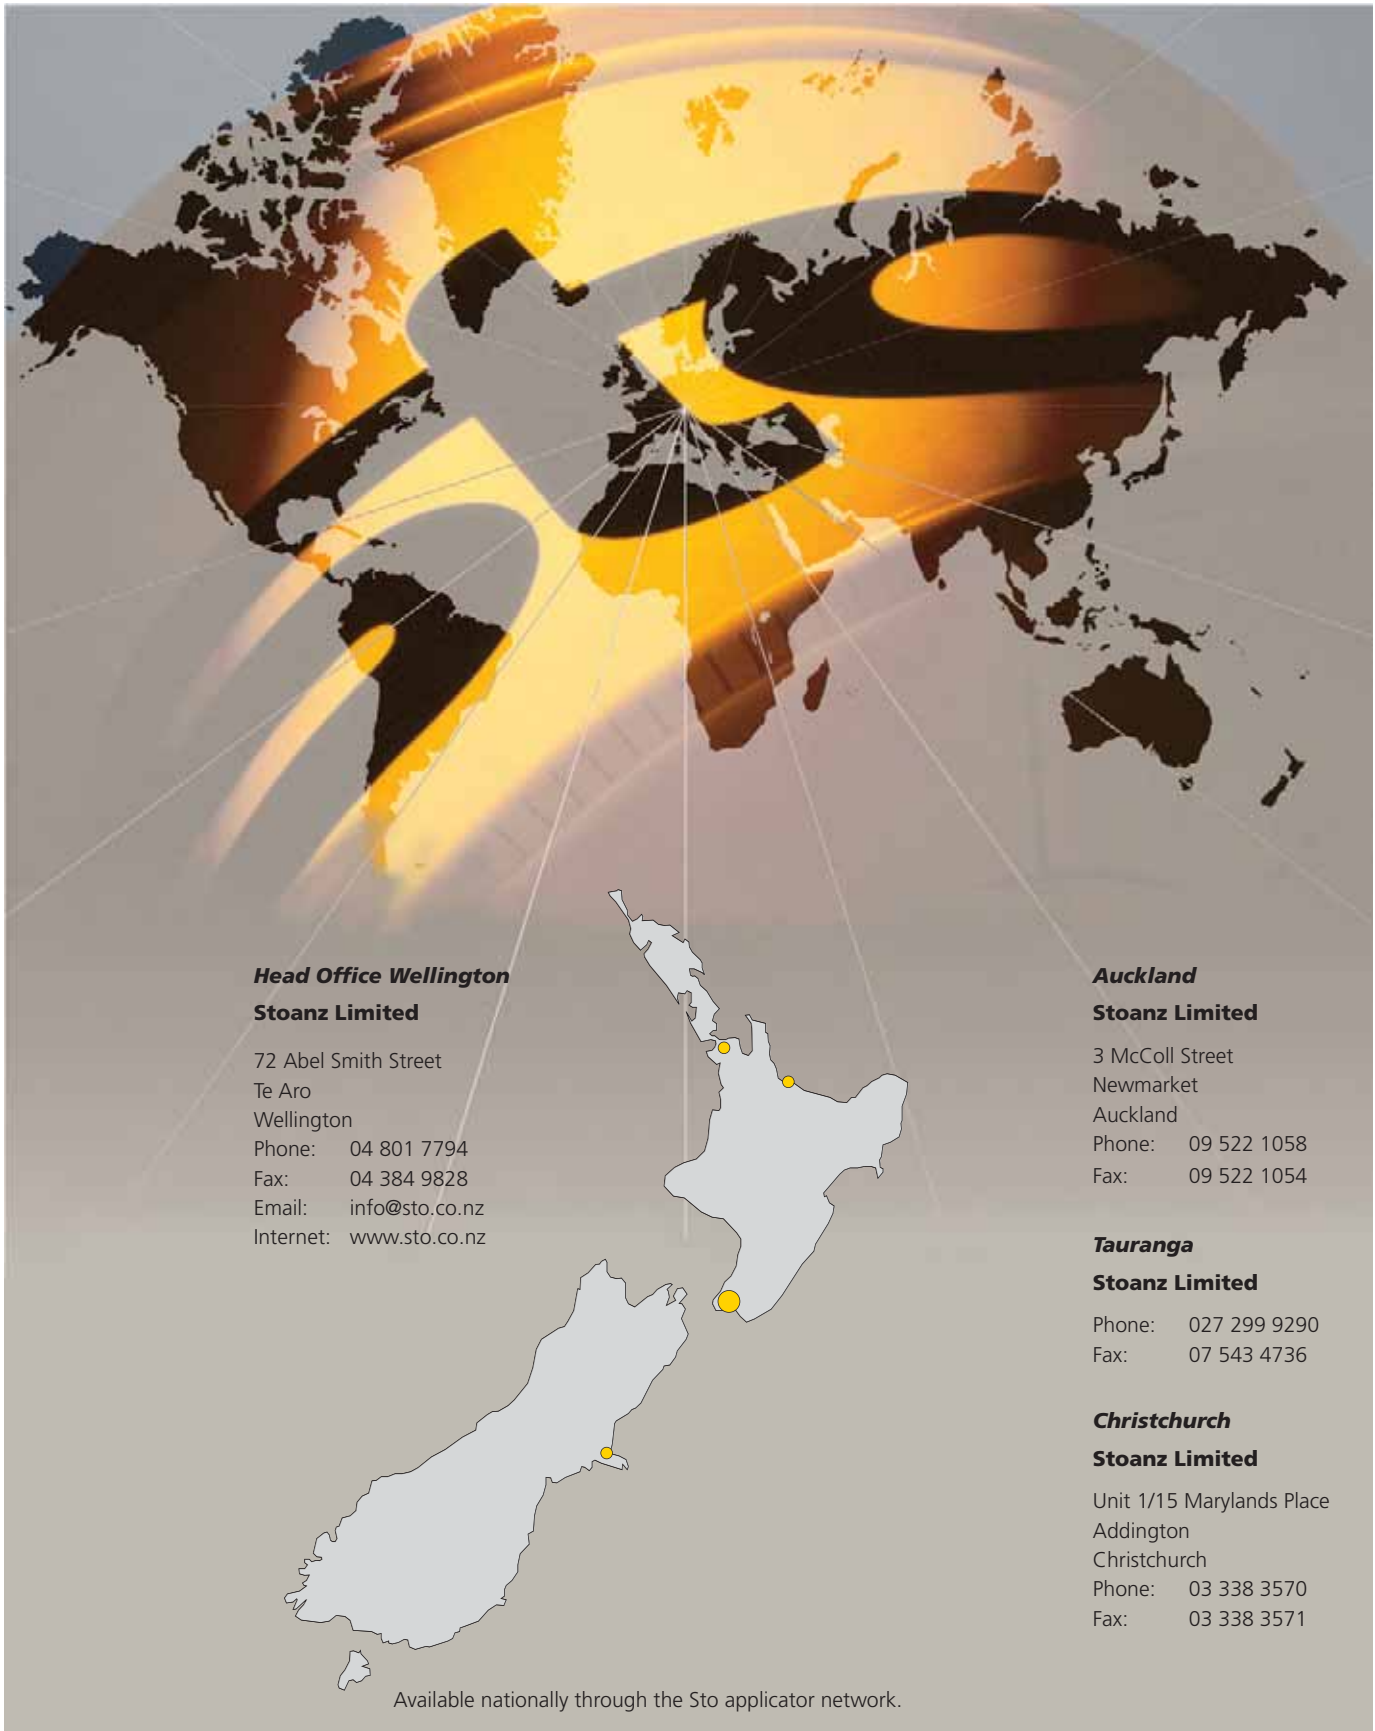 Head Office Wellington
Stoanz Limited
72 Abel Smith Street
Te Aro
Wellington
Phone: 04 801 7794
Fax: 04 384 9828
Email: info@sto.co.nz
Internet: www.sto.co.nz
Auckland
Stoanz Limited
3 McColl Street
Newmarket
Auckland
Phone: 09 522 1058
Fax: 09 522 1054
Tauranga
Stoanz Limited
Phone: 027 299 9290
Fax: 07 543 4736
Christchurch
Stoanz Limited
Unit 1/15 Marylands Place
Addington
Christchurch
Phone: 03 338 3570
Fax: 03 338 3571
Available nationally through the Sto applicator network.